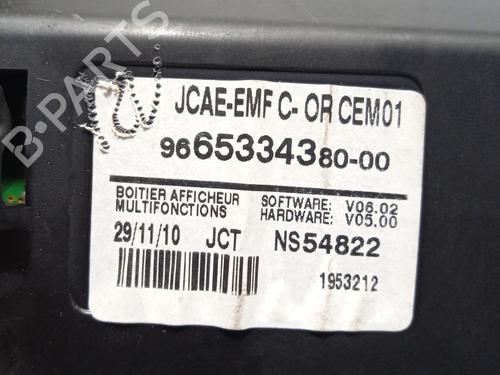 B-PARTS
JCAE-EMF C- OR CEM01
9665334380-00
BOITIER AFFICHEUR
MULTIFONCTIONS
SOFTWARE: V06.02
HARDWARE: V05.00
29/11/10 JCT NS54822
1953212